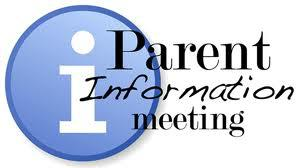 i
Parent
Information
meeting